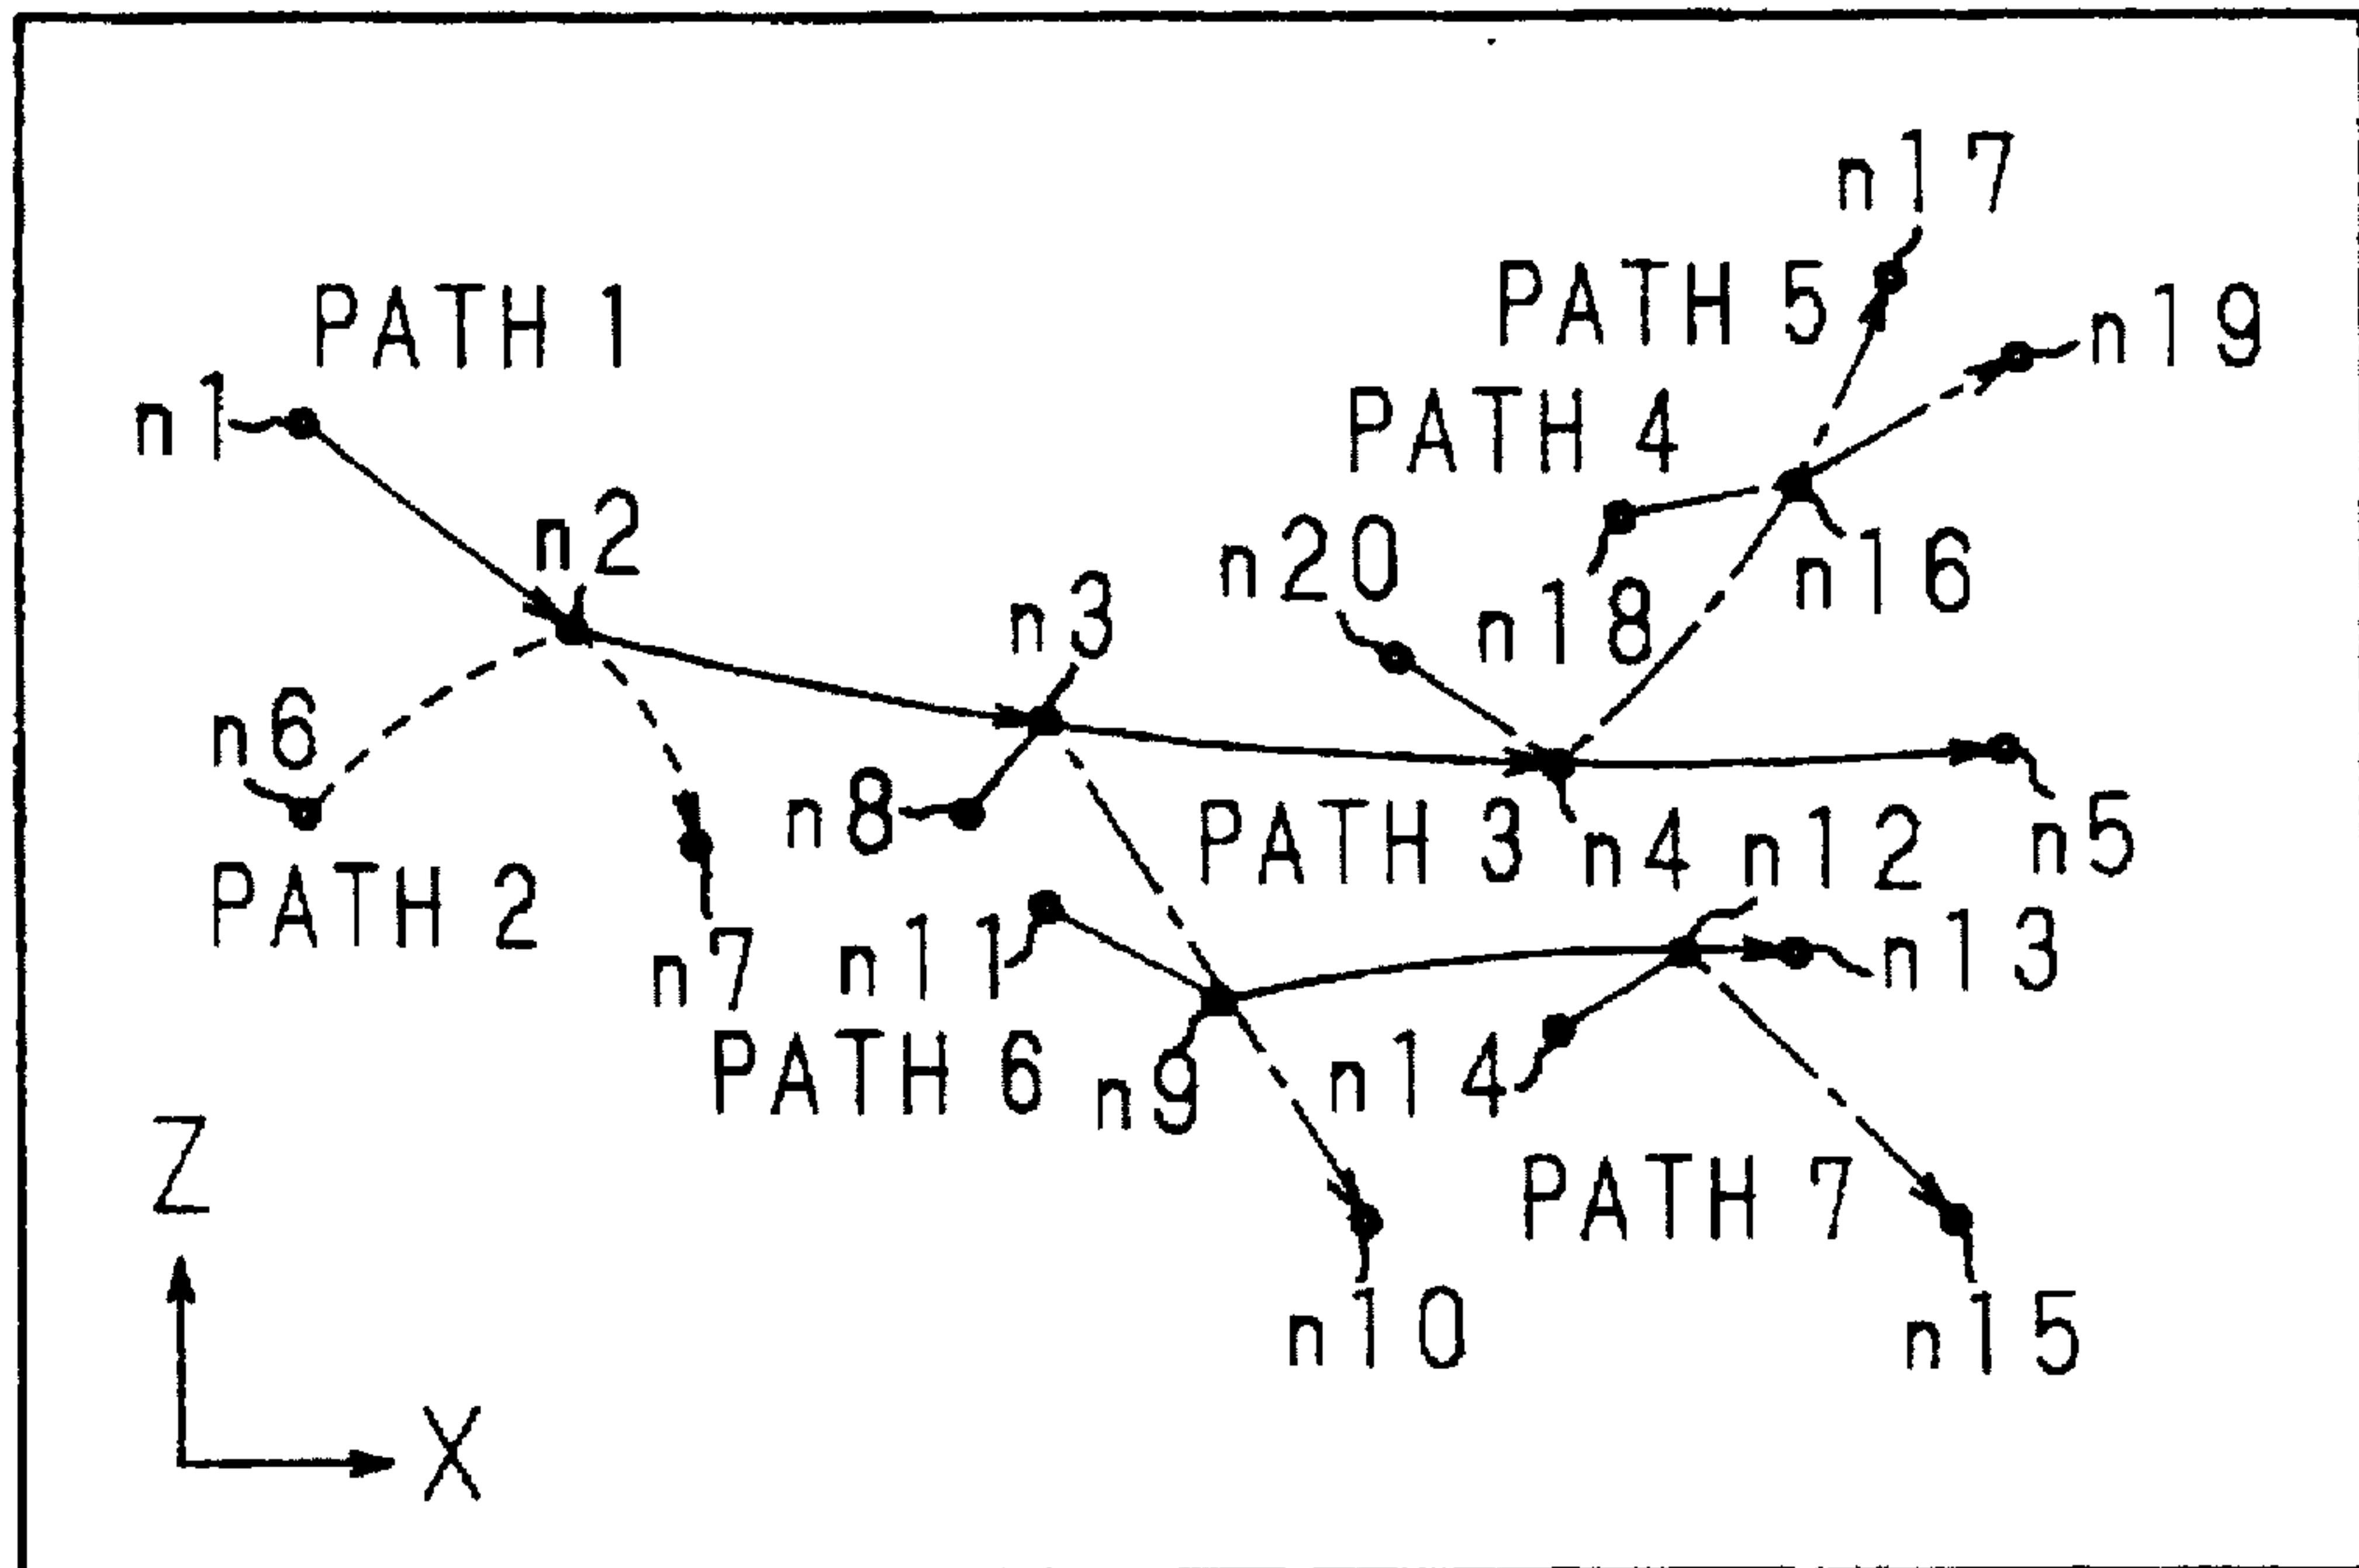 n17
PATH 5
n19
PATH 1
n1
PATH 4
n2
n20
n16
n3
n18
n6
n8
PATH 3
n4
n12
n5
PATH 2
n7
n11
n13
PATH 6
n9
n14
Z
PATH 7
n10
n15
X